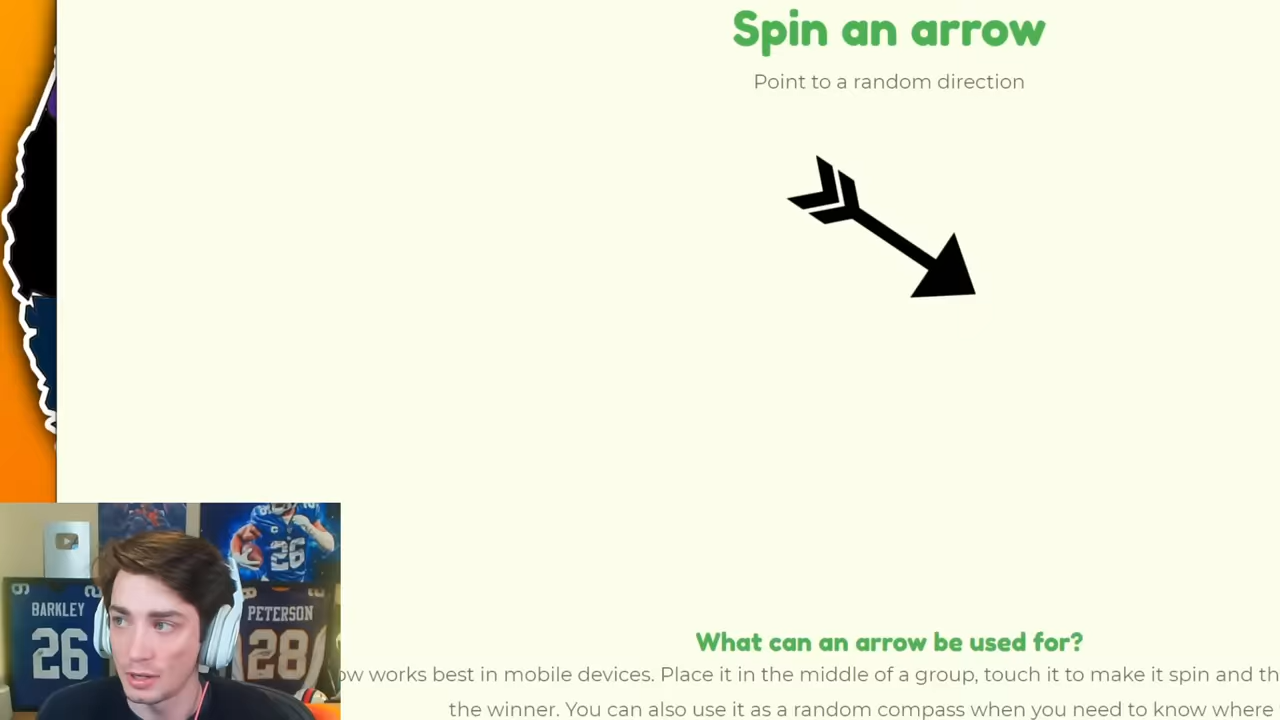 Spin an arrow
Point to a random direction
What can an arrow be used for?
works best in mobile devices. Place it in the middle of a group, touch it to make it spin and
the winner. You can also use it as a random compass when you need to know where
26
BARKLEY
26
PETERSON
28